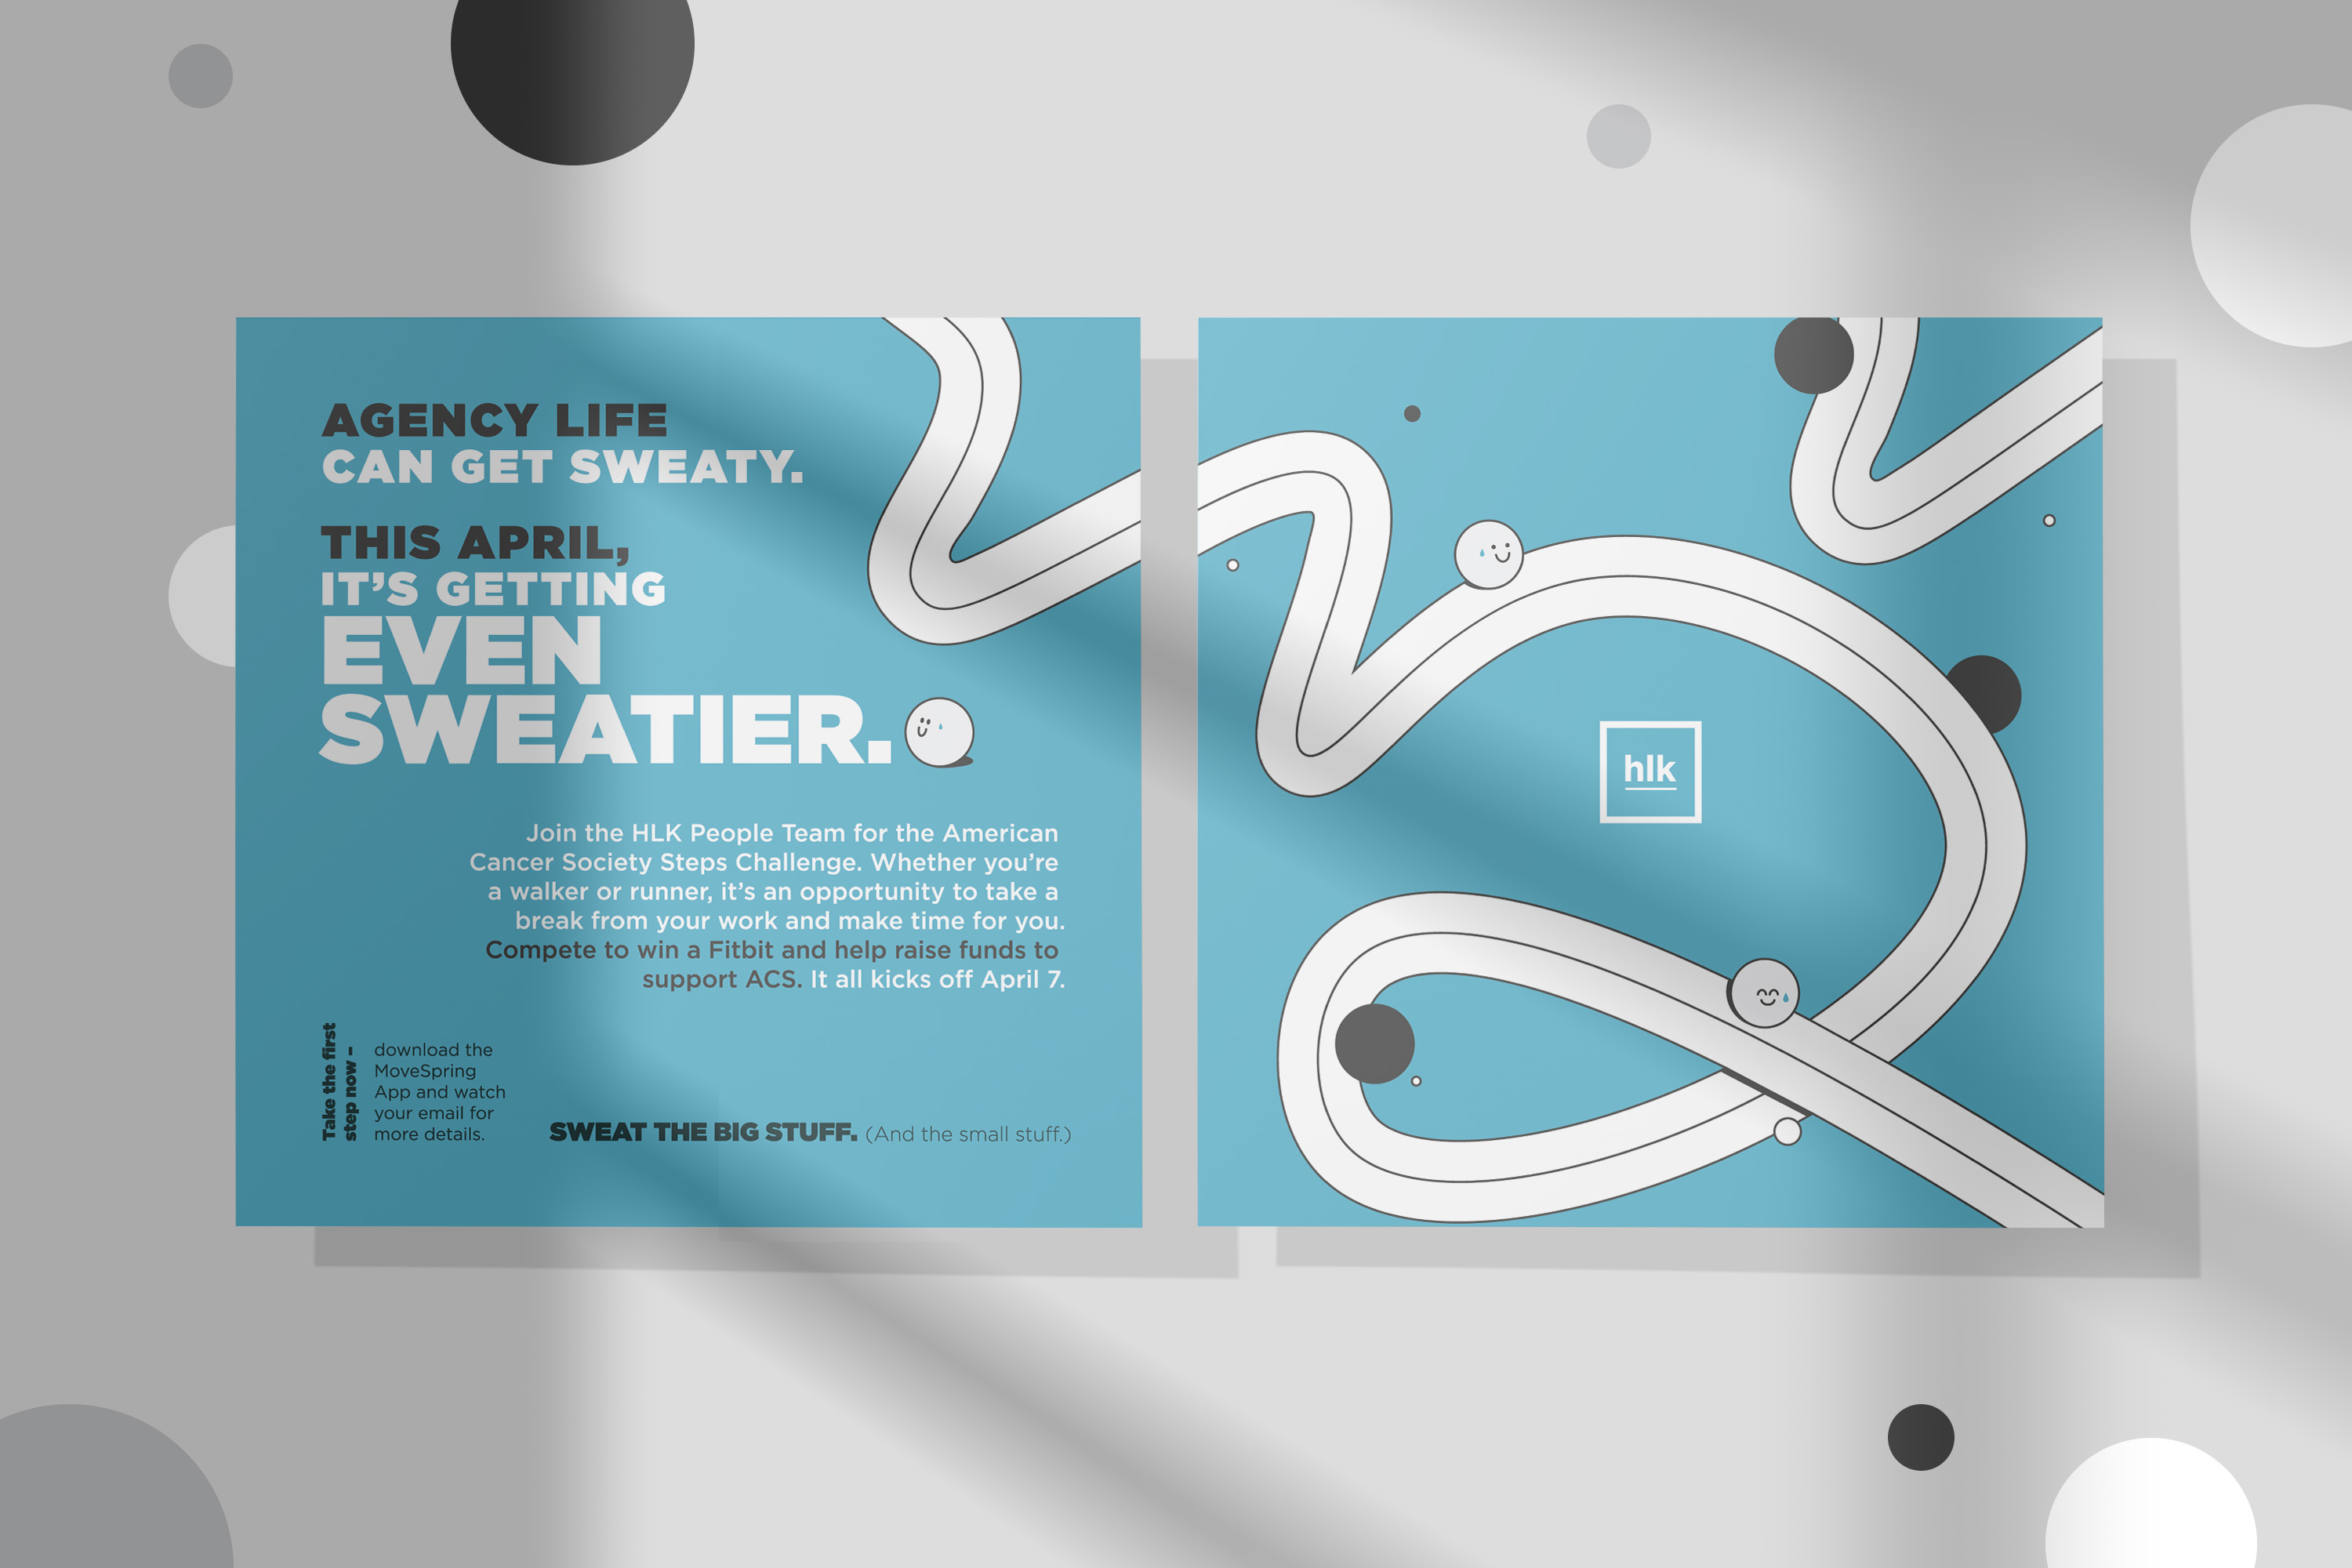 AGENCY LIFE
CAN GET SWEATY.
THIS APRIL,
IT’S GETTING
EVEN
SWEATIER.
Join the HLK People Team for the American
Cancer Society Steps Challenge. Whether you’re
a walker or runner, it’s an opportunity to take a
break from your work and make time for you.
Compete to win a Fitbit and help raise funds to
support ACS. It all kicks off April 7.
Take the first
step now –
download the
MoveSpring
App and watch
your email for
more details.
SWEAT THE BIG STUFF. (And the small stuff.)
hlk